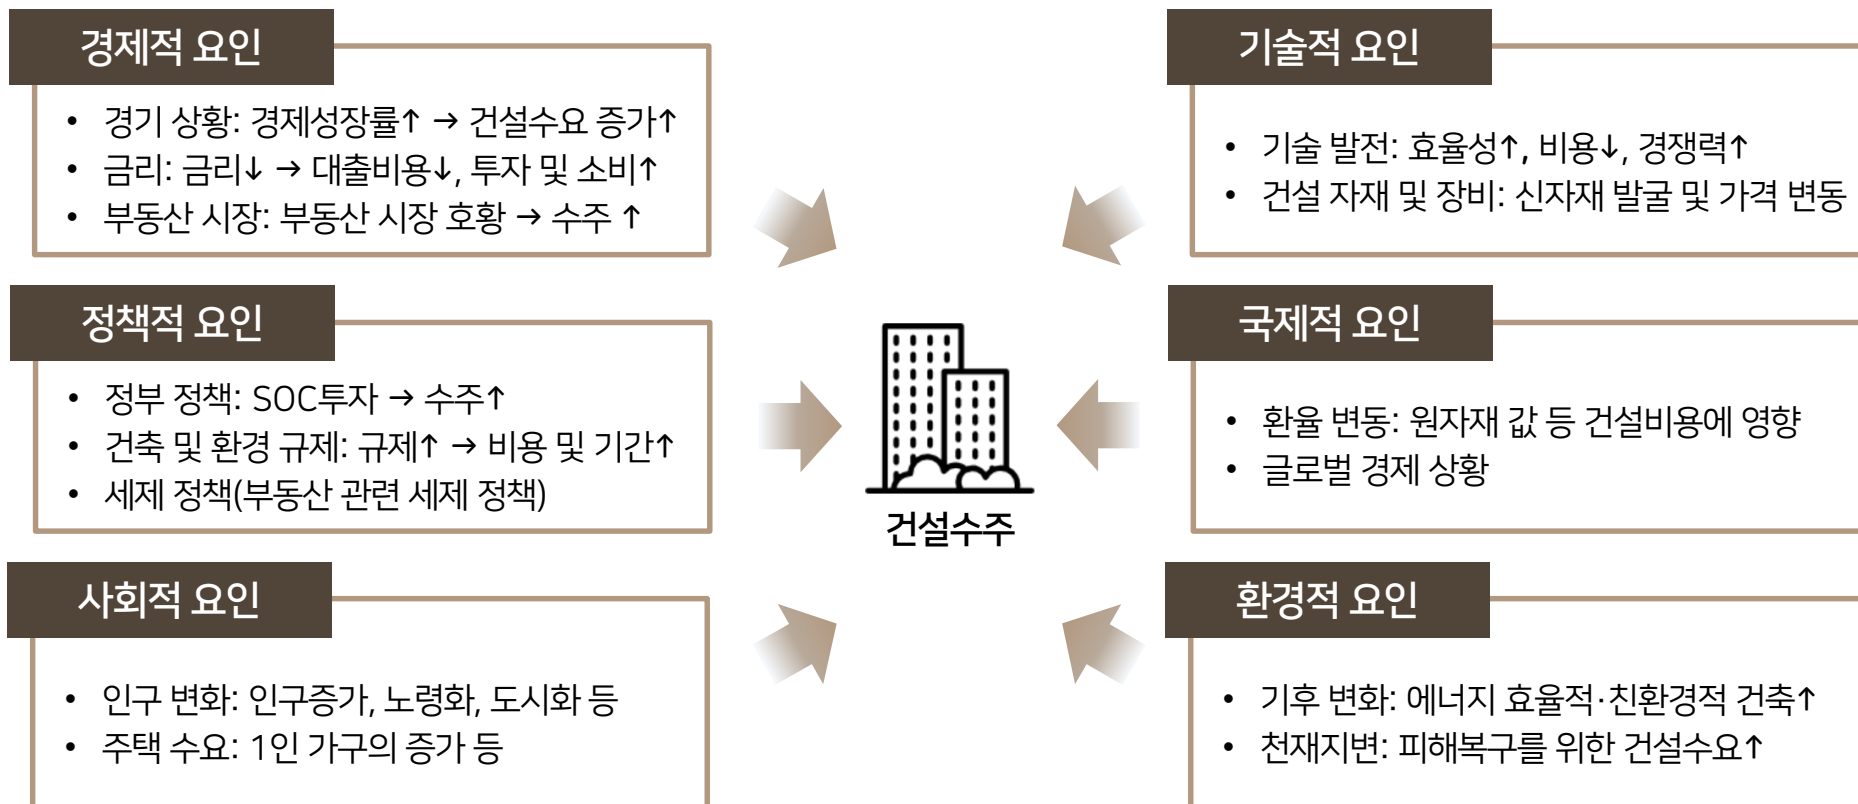 경제적 요인
• 경기 상황: 경제성장률↑ → 건설수요 증가↑
• 금리: 금리↓ → 대출비용↓, 투자 및 소비↑
• 부동산 시장: 부동산 시장 호황 → 수주 ↑
정책적 요인
• 정부 정책: SOC투자 → 수주↑
• 건축 및 환경 규제: 규제↑ → 비용 및 기간↑
• 세제 정책(부동산 관련 세제 정책)
사회적 요인
• 인구 변화: 인구증가, 노령화, 도시화 등
• 주택 수요: 1인 가구의 증가 등
건설수주
기술적 요인
• 기술 발전: 효율성↑, 비용↓, 경쟁력↑
• 건설 자재 및 장비: 신자재 발굴 및 가격 변동
국제적 요인
• 환율 변동: 원자재 값 등 건설비용에 영향
• 글로벌 경제 상황
환경적 요인
• 기후 변화: 에너지 효율적·친환경적 건축↑
• 천재지변: 피해복구를 위한 건설수요↑